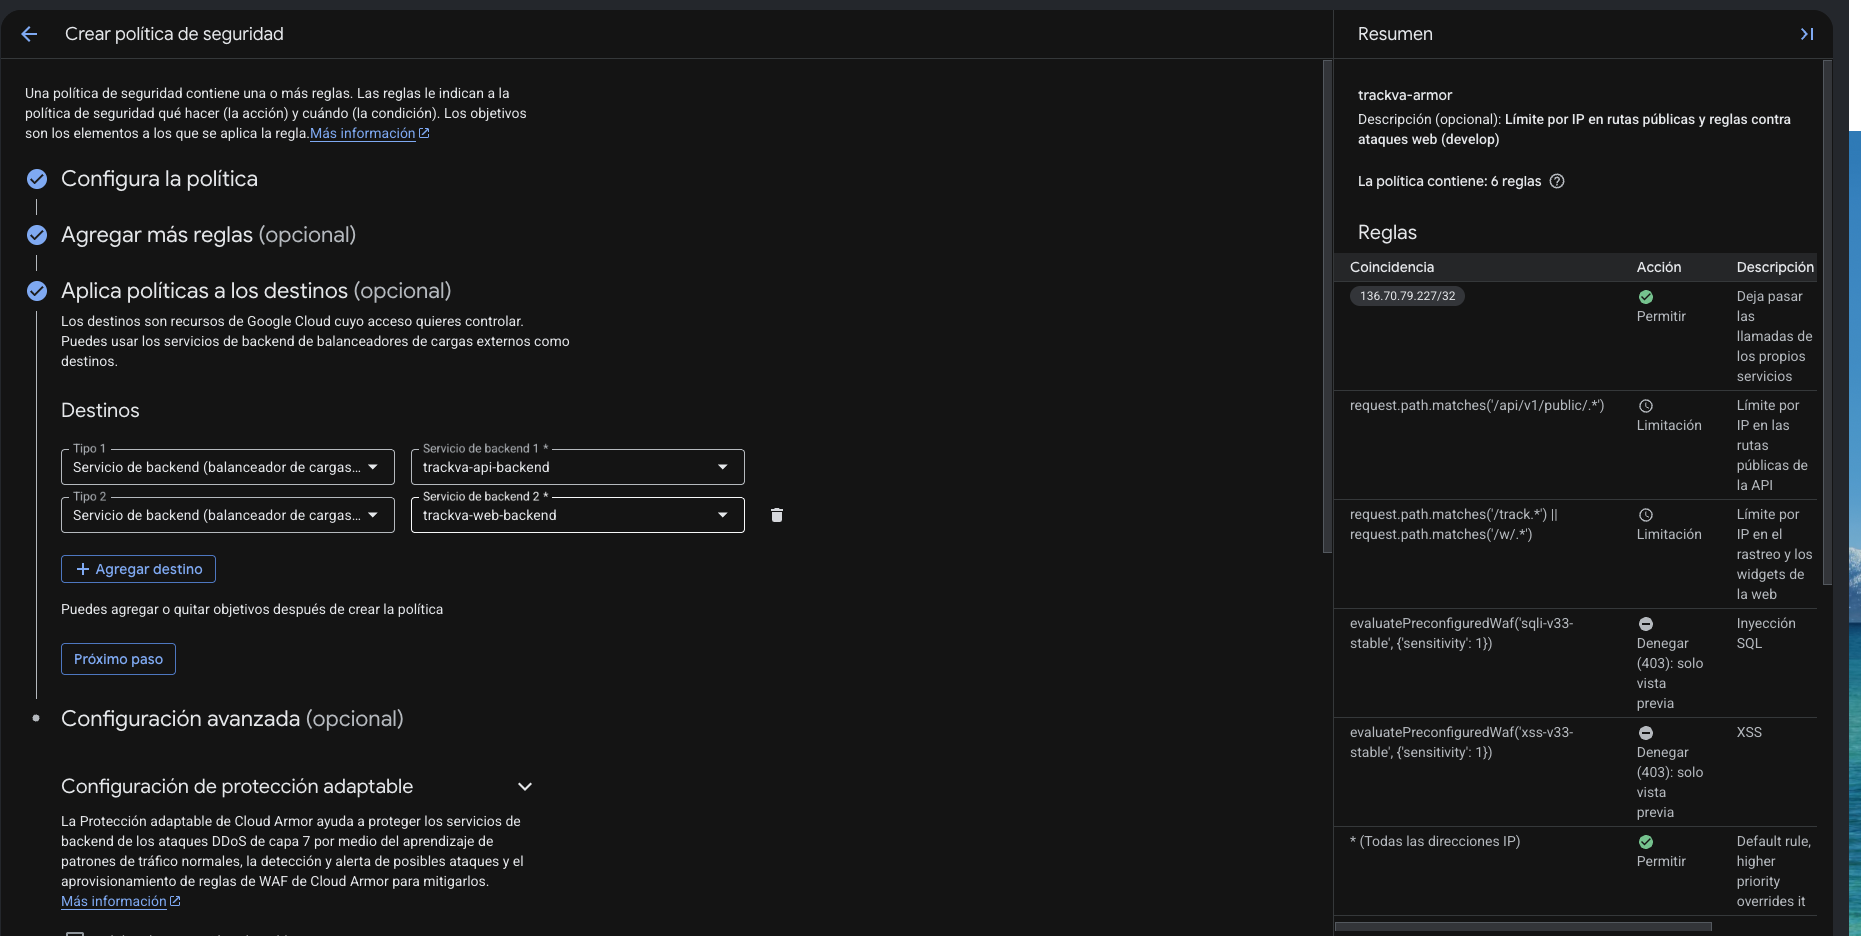 Crear política de seguridad
Una política de seguridad contiene una o más reglas. Las reglas le indican a la
política de seguridad qué hacer (la acción) y cuándo (la condición). Los objetivos
son los elementos a los que se aplica la regla.Más información
Configura la política
Agregar más reglas (opcional)
Aplica políticas a los destinos (opcional)
Los destinos son recursos de Google Cloud cuyo acceso quieres controlar.
Puedes usar los servicios de backend de balanceadores de cargas externos como
destinos.
Destinos
Tipo 1
Servicio de backend (balanceador de cargas...
Servicio de backend 1 *
trackva-api-backend
Tipo 2
Servicio de backend (balanceador de cargas...
Servicio de backend 2 *
trackva-web-backend
Agregar destino
Puedes agregar o quitar objetivos después de crear la política
Próximo paso
Configuración avanzada (opcional)
Configuración de protección adaptable
La Protección adaptable de Cloud Armor ayuda a proteger los servicios de
backend de los ataques DDoS de capa 7 por medio del aprendizaje de
patrones de tráfico normales, la detección y alerta de posibles ataques y el
aprovisionamiento de reglas de WAF de Cloud Armor para mitigarlos.
Más información
Resumen
trackva-armor
Descripción (opcional): Límite por IP en rutas públicas y reglas contra
ataques web (develop)
La política contiene: 6 reglas
Reglas
Coincidencia Acción Descripción
136.70.79.227/32
Permitir
Deja pasar
las
llamadas de
los propios
servicios
request.path.matches('/api/v1/public/.*')
Limitación
Límite por
IP en las
rutas
públicas de
la API
request.path.matches('/track.*') ||
request.path.matches('/w/.*')
Limitación
Límite por
IP en el
rastreo y los
widgets de
la web
evaluatePreconfiguredWaf('sqli-v33-
stable', {'sensitivity': 1})
Denegar
(403): solo
vista
previa
Inyección
SQL
evaluatePreconfiguredWaf('xss-v33-
stable', {'sensitivity': 1})
Denegar
(403): solo
vista
previa
XSS
* (Todas las direcciones IP)
Permitir
Default rule,
higher
priority
overrides it